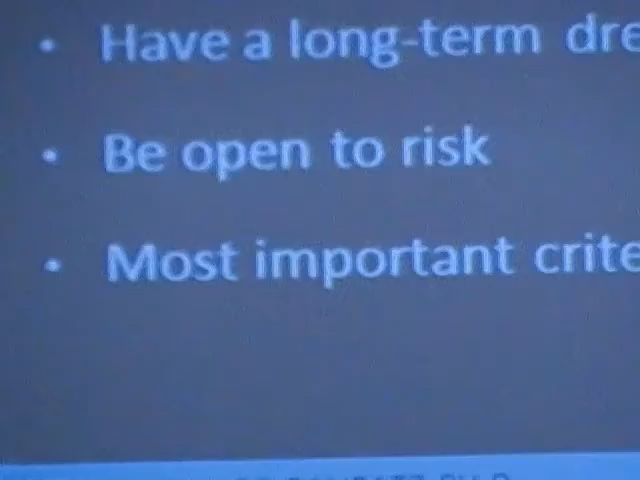 • Have a long-term dre
• Be open to risk
• Most important crite